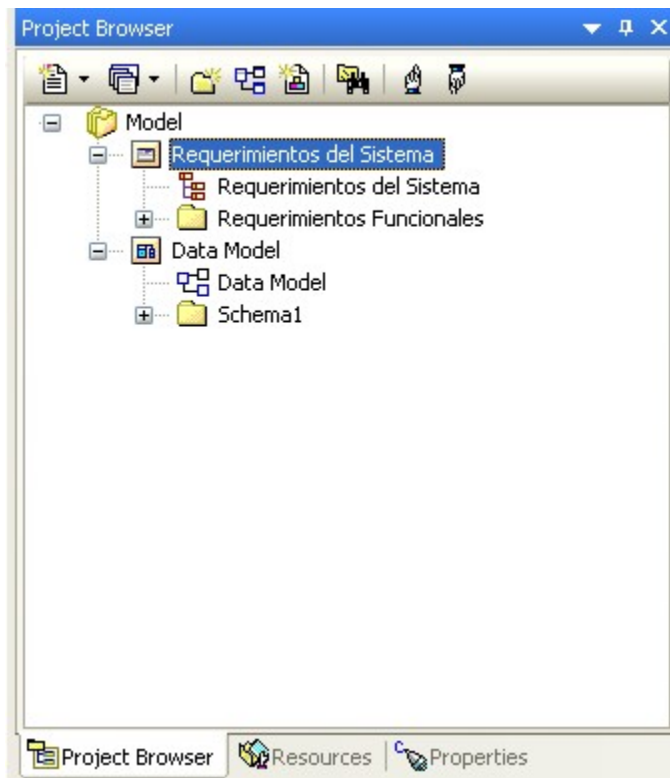 Project Browser
Model
Requerimientos del Sistema
Requerimientos del Sistema
Requerimientos Funcionales
Data Model
Data Model
Schema1
Project Browser Resources Properties